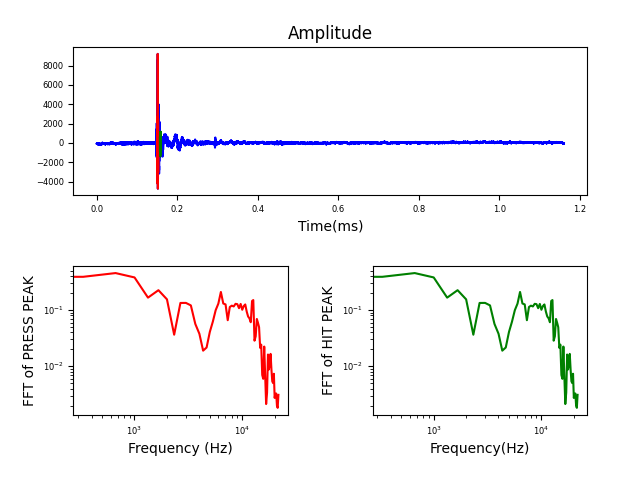 Amplitude
8000
6000
4000
2000
0
−2000
−4000
0.0 0.2 0.4 0.6 0.8 1.0 1.2
Time(ms)
FFT of PRESS PEAK
10⁻¹
10⁻²
10³ 10⁴
Frequency (Hz)
FFT of HIT PEAK
10⁻¹
10⁻²
10³ 10⁴
Frequency(Hz)